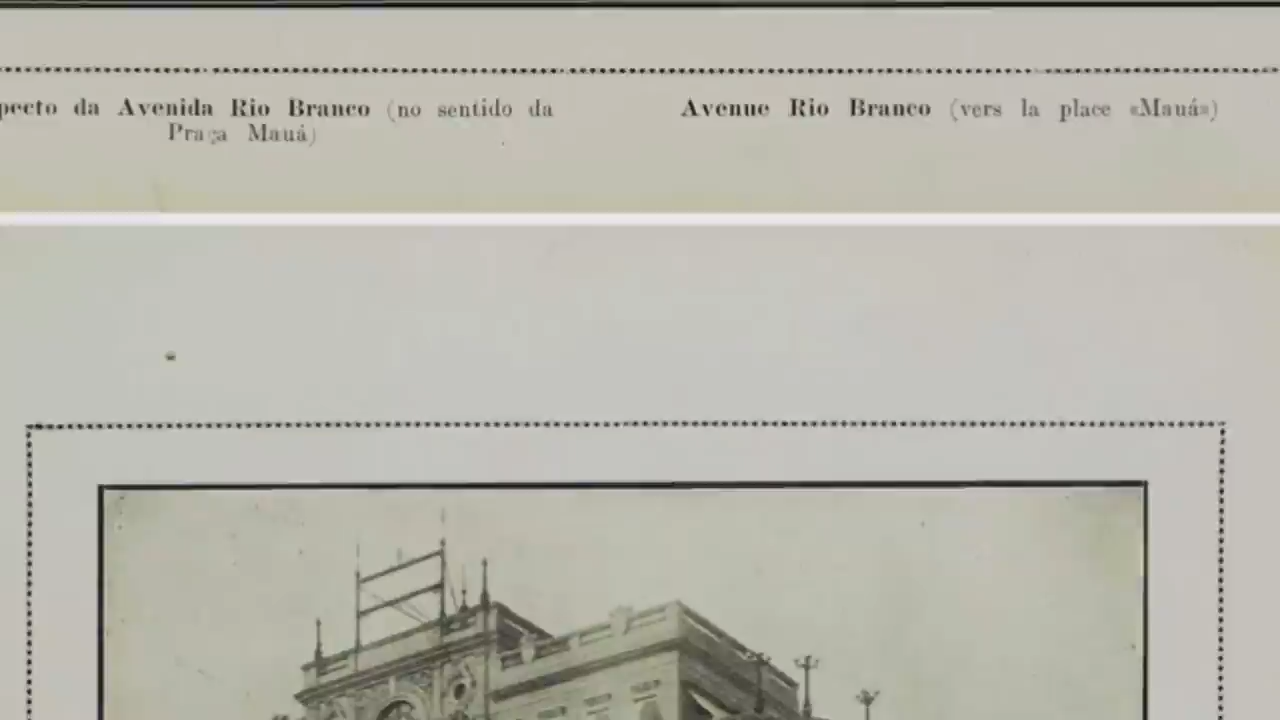 pecto da Avenida Rio Branco (no sentido da
Praça Mauá)
Avenue Rio Branco (vers la place «Mauá»)